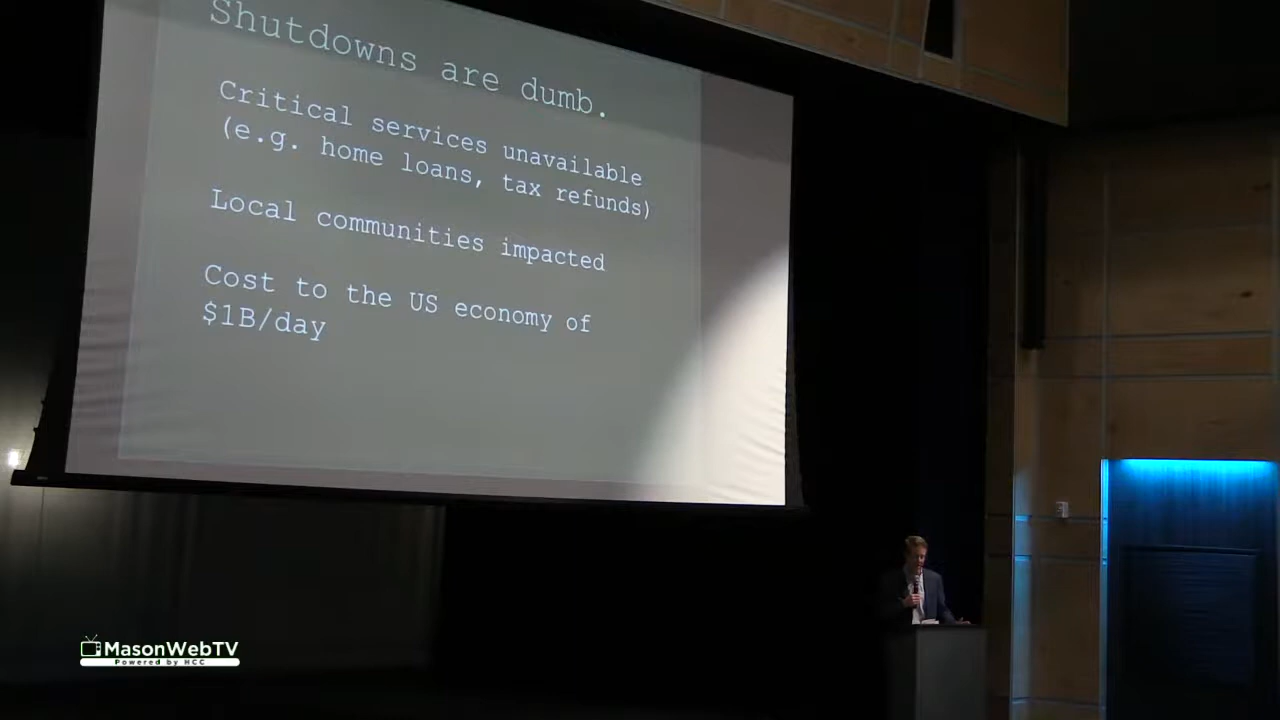 Shutdowns are dumb.
Critical services unavailable
(e.g. home loans, tax refunds)
Local communities impacted
Cost to the US economy of
$1B/day
MasonWebTV
Powered by HCC